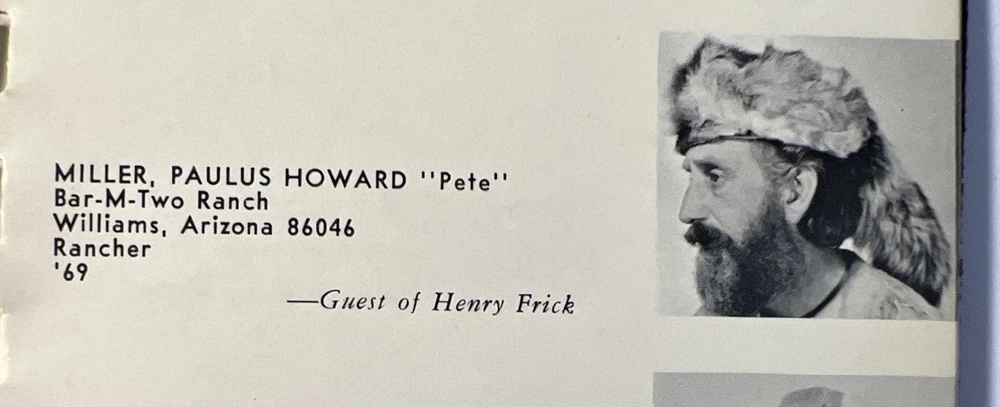 MILLER, PAULUS HOWARD "Pete"
Bar-M-Two Ranch
Williams, Arizona 86046
Rancher
'69
—Guest of Henry Frick